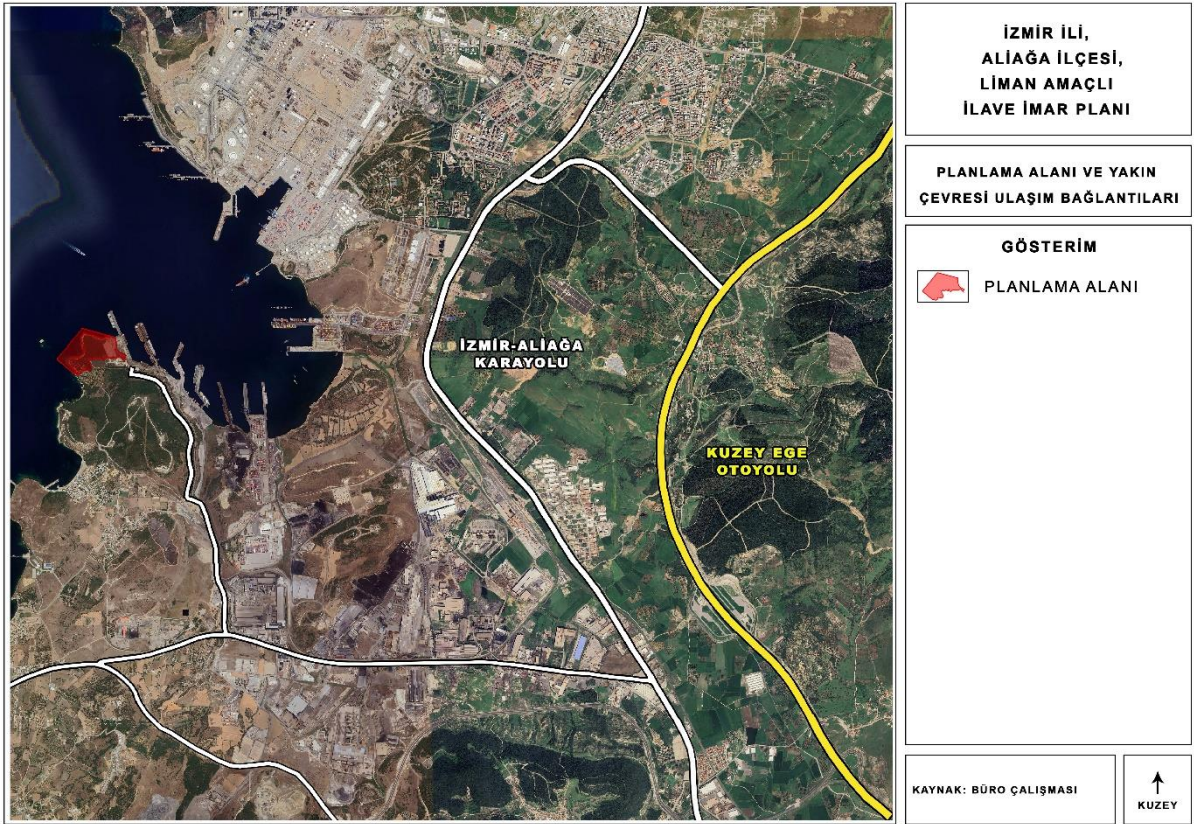 İZMİR İLİ,
ALİAĞA İLÇESİ,
LİMAN AMAÇLI
İLAVE İMAR PLANI
PLANLAMA ALANI VE YAKIN
ÇEVRESİ ULAŞIM BAĞLANTILARI
GÖSTERİM
PLANLAMA ALANI
İZMİR-ALİAĞA
KARAYOLU
KUZEY EGE
OTOYOLU
KAYNAK: BÜRO ÇALIŞMASI
KUZEY